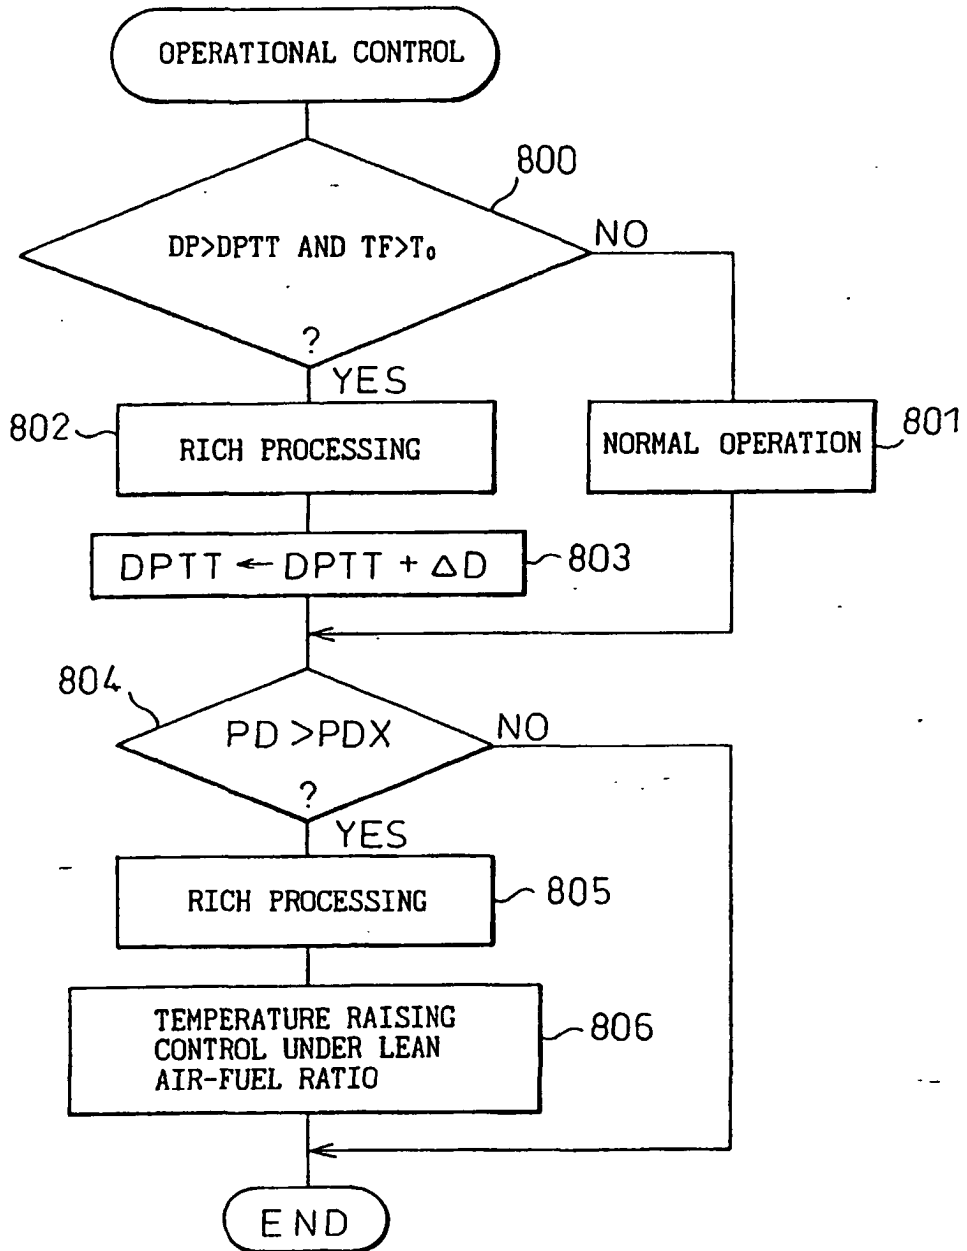 OPERATIONAL CONTROL
800
DP>DPTT AND TF>T₀
?
NO
YES
802
RICH PROCESSING
NORMAL OPERATION
801
DPTT ← DPTT + ΔD
803
804
PD >PDX
?
NO
YES
RICH PROCESSING
805
TEMPERATURE RAISING
CONTROL UNDER LEAN
AIR-FUEL RATIO
806
END